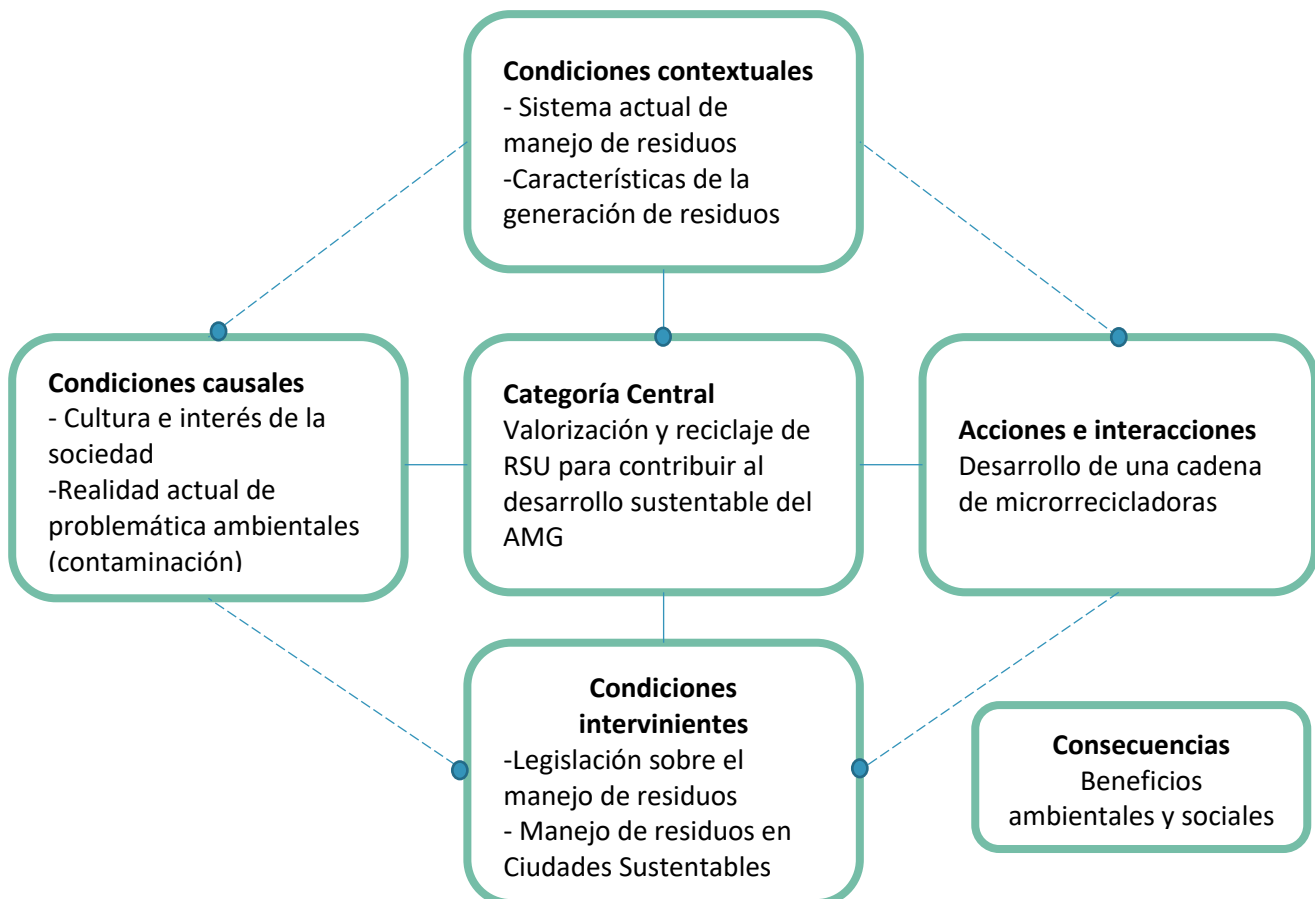 Condiciones contextuales
- Sistema actual de
manejo de residuos
-Características de la
generación de residuos
Condiciones causales
- Cultura e interés de la
sociedad
-Realidad actual de
problemática ambientales
(contaminación)
Categoría Central
Valorización y reciclaje de
RSU para contribuir al
desarrollo sustentable del
AMG
Acciones e interacciones
Desarrollo de una cadena
de microrrecicladoras
Condiciones
intervinientes
-Legislación sobre el
manejo de residuos
- Manejo de residuos en
Ciudades Sustentables
Consecuencias
Beneficios
ambientales y sociales